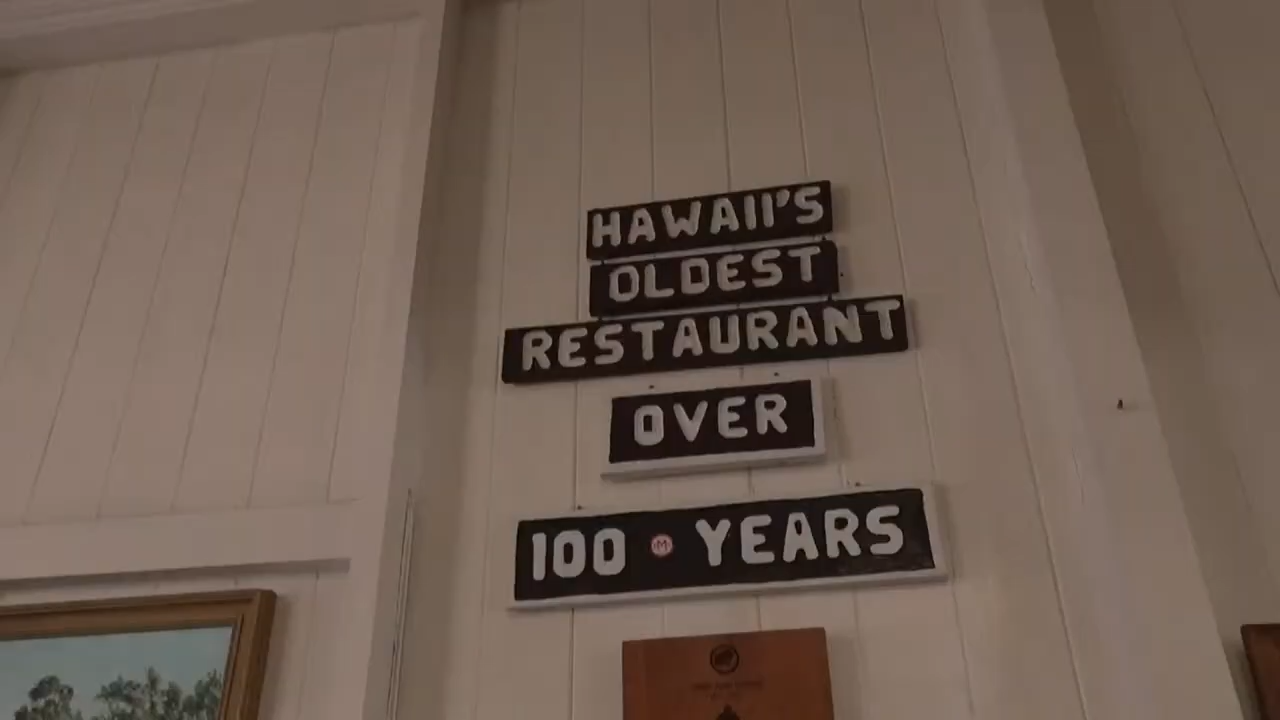 HAWAII'S
OLDEST
RESTAURANT
OVER
100 YEARS